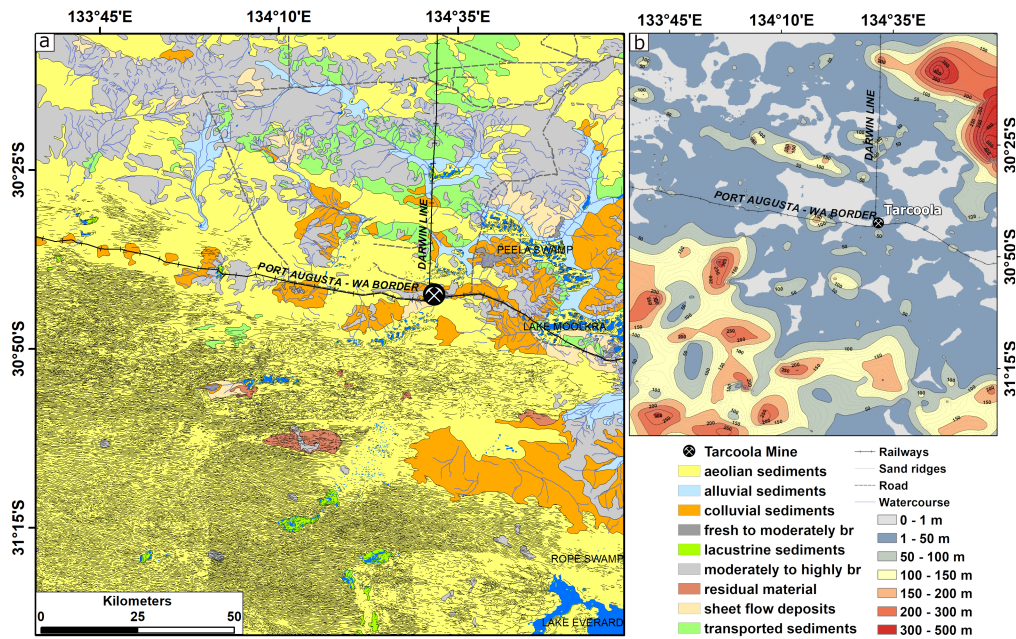 133°45'E 134°10'E 134°35'E
a
30°25'S
30°50'S
31°15'S
DARWIN LINE
PEELA SWAMP
PORT AUGUSTA - WA BORDER
LAKE MOOLKRA
ROPE SWAMP
LAKE EVERARD
Kilometers
0 25 50
133°45'E 134°10'E 134°35'E
b
DARWIN LINE
PORT AUGUSTA - WA BORDER
Tarcoola
30°25'S
30°50'S
31°15'S
Tarcoola Mine
aeolian sediments
alluvial sediments
colluvial sediments
fresh to moderately br
lacustrine sediments
moderately to highly br
residual material
sheet flow deposits
transported sediments
Railways
Sand ridges
Road
Watercourse
0 - 1 m
1 - 50 m
50 - 100 m
100 - 150 m
150 - 200 m
200 - 300 m
300 - 500 m